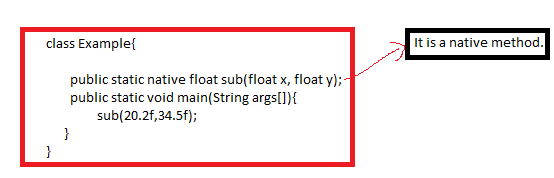 class Example{
public static native float sub(float x, float y);
It is a native method.
public static void main(String args[]){
sub(20.2f,34.5f);
}
}